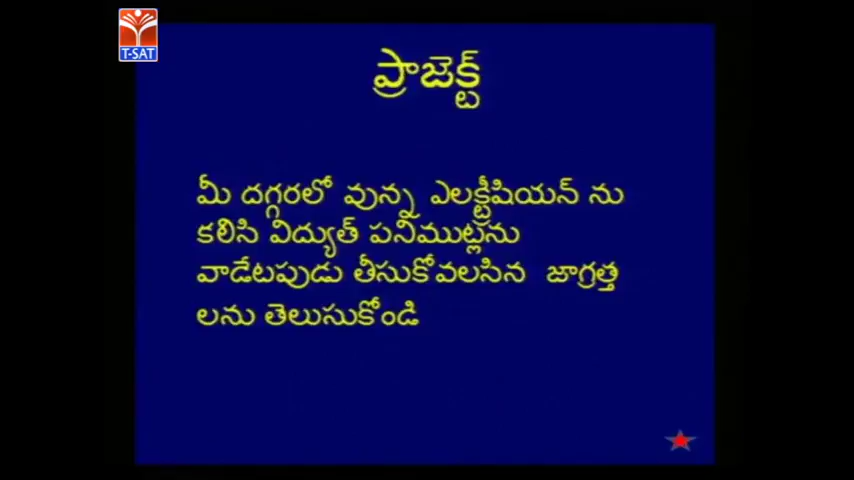 T-SAT
ప్రాజెక్ట్
మీ దగ్గరలో వున్న ఎలక్ట్రీషియన్ ను
కలిసి విద్యుత్ పనిముట్లను
వాడేటపుడు తీసుకోవలసిన జాగ్రత్త
లను తెలుసుకోండి